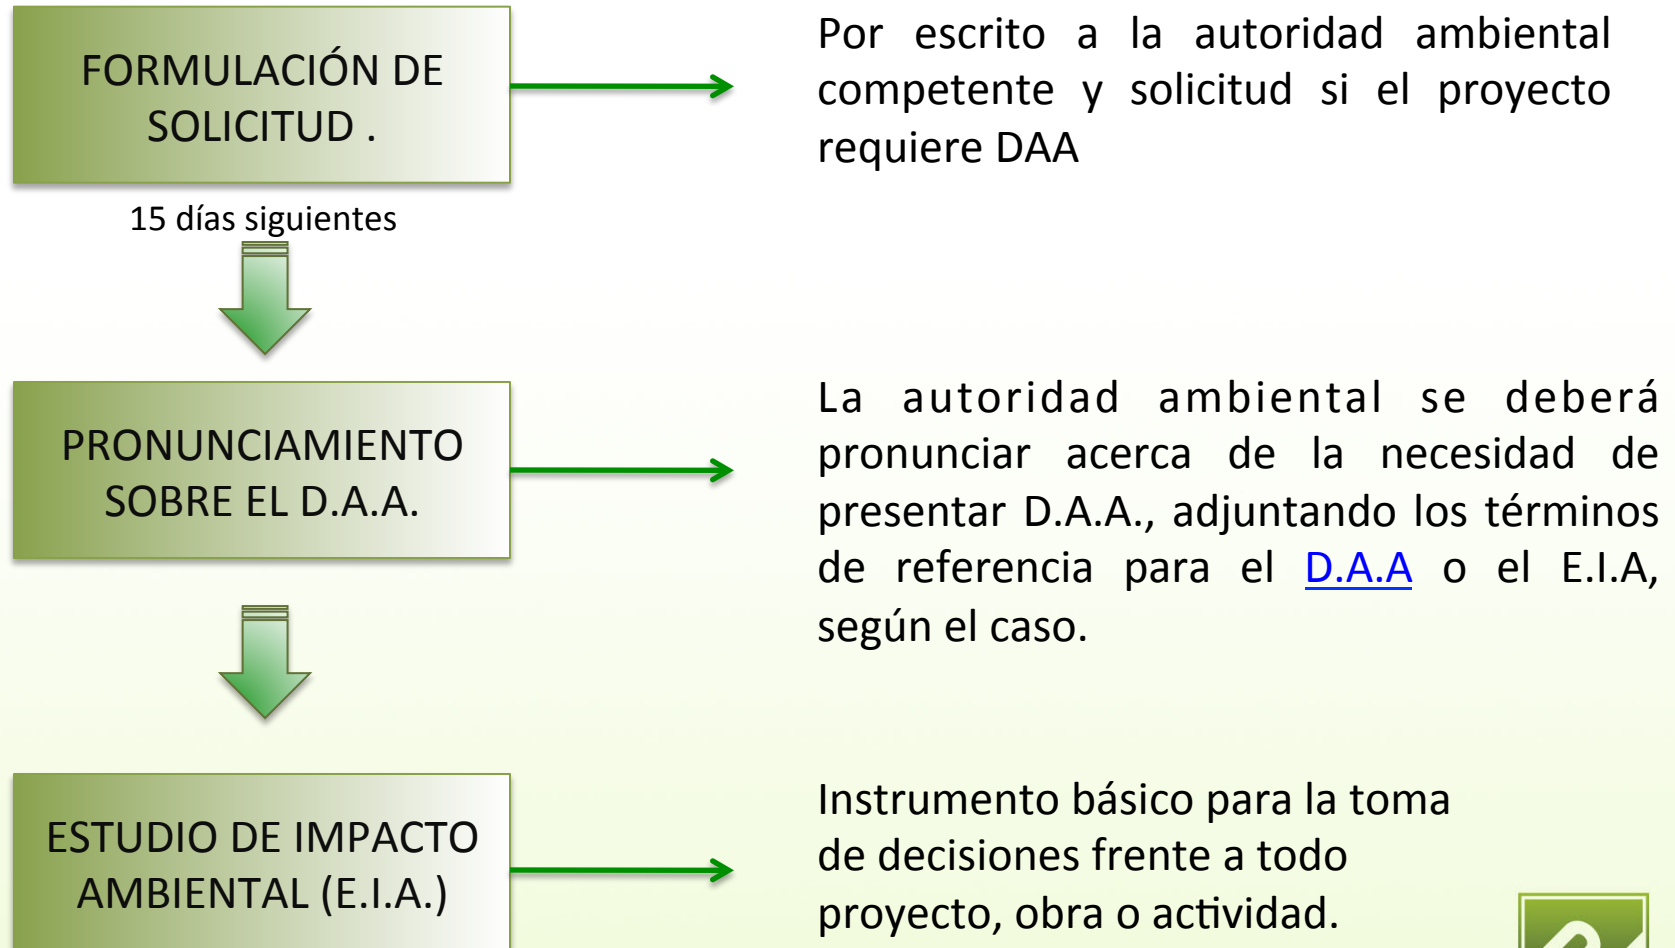 FORMULACIÓN DE
SOLICITUD .
Por escrito a la autoridad ambiental
competente y solicitud si el proyecto
requiere DAA
15 días siguientes
PRONUNCIAMIENTO
SOBRE EL D.A.A.
La autoridad ambiental se deberá
pronunciar acerca de la necesidad de
presentar D.A.A., adjuntando los términos
de referencia para el D.A.A o el E.I.A,
según el caso.
ESTUDIO DE IMPACTO
AMBIENTAL (E.I.A.)
Instrumento básico para la toma
de decisiones frente a todo
proyecto, obra o actividad.